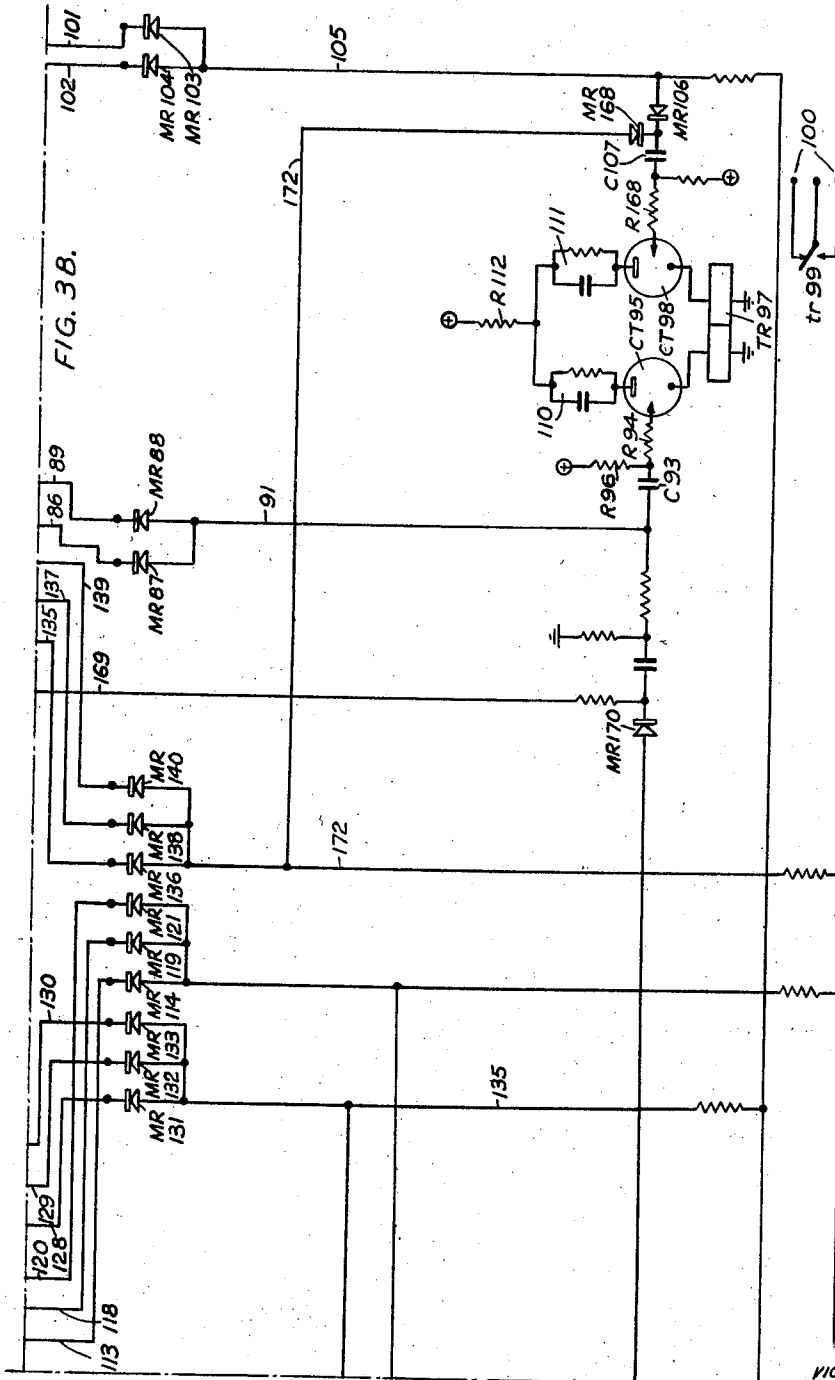 FIG. 3B.
113
118
120
128
129
130
135
137
139
169
86
89
102
101
MR 131
MR 132
MR 133
MR 114
MR 119
MR 121
MR 136
MR 138
MR 140
MR87
MR88
MR104
MR103
135
172
172
91
105
MR170
C93
R96
R94
CT95
110
R112
111
CT98
R168
C107
MR 168
MR106
TR97
tr99
100